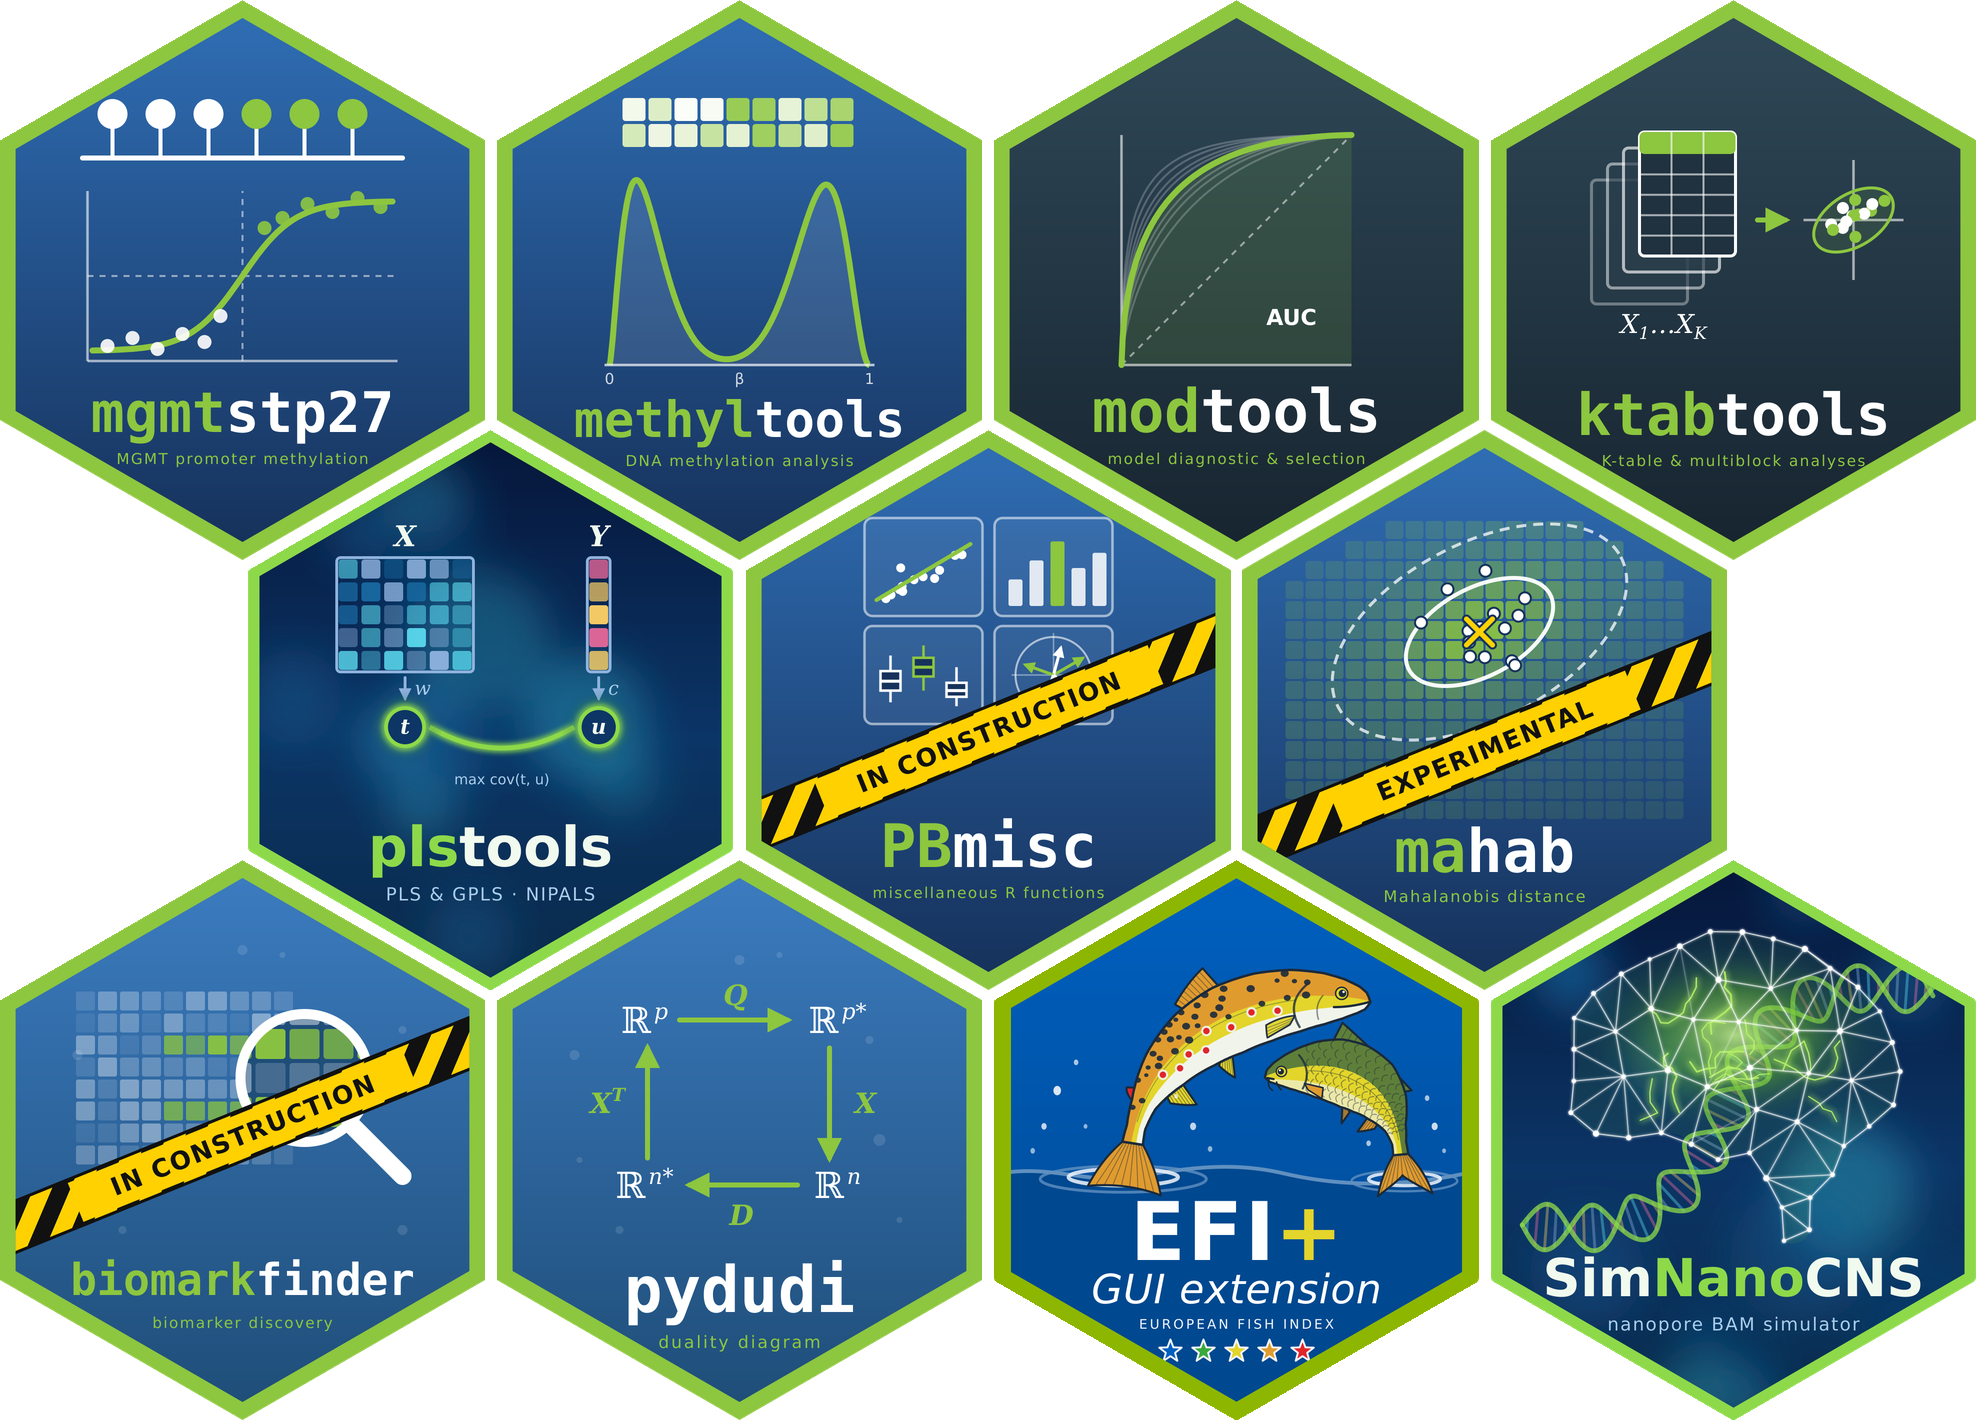 mgmtstp27
MGMT promoter methylation
0 β 1
methyltools
DNA methylation analysis
AUC
modtools
model diagnostic & selection
X1...XK
ktabtools
K-table & multiblock analyses
X Y
w c
t u
max cov(t, u)
plstools
PLS & GPLS · NIPALS
IN CONSTRUCTION
PBmisc
miscellaneous R functions
EXPERIMENTAL
mahab
Mahalanobis distance
IN CONSTRUCTION
biomarkfinder
biomarker discovery
Q
ℝp ℝp*
XT X
ℝn* ℝn
D
pydudi
duality diagram
EFI+
GUI extension
EUROPEAN FISH INDEX
SimNanoCNS
nanopore BAM simulator